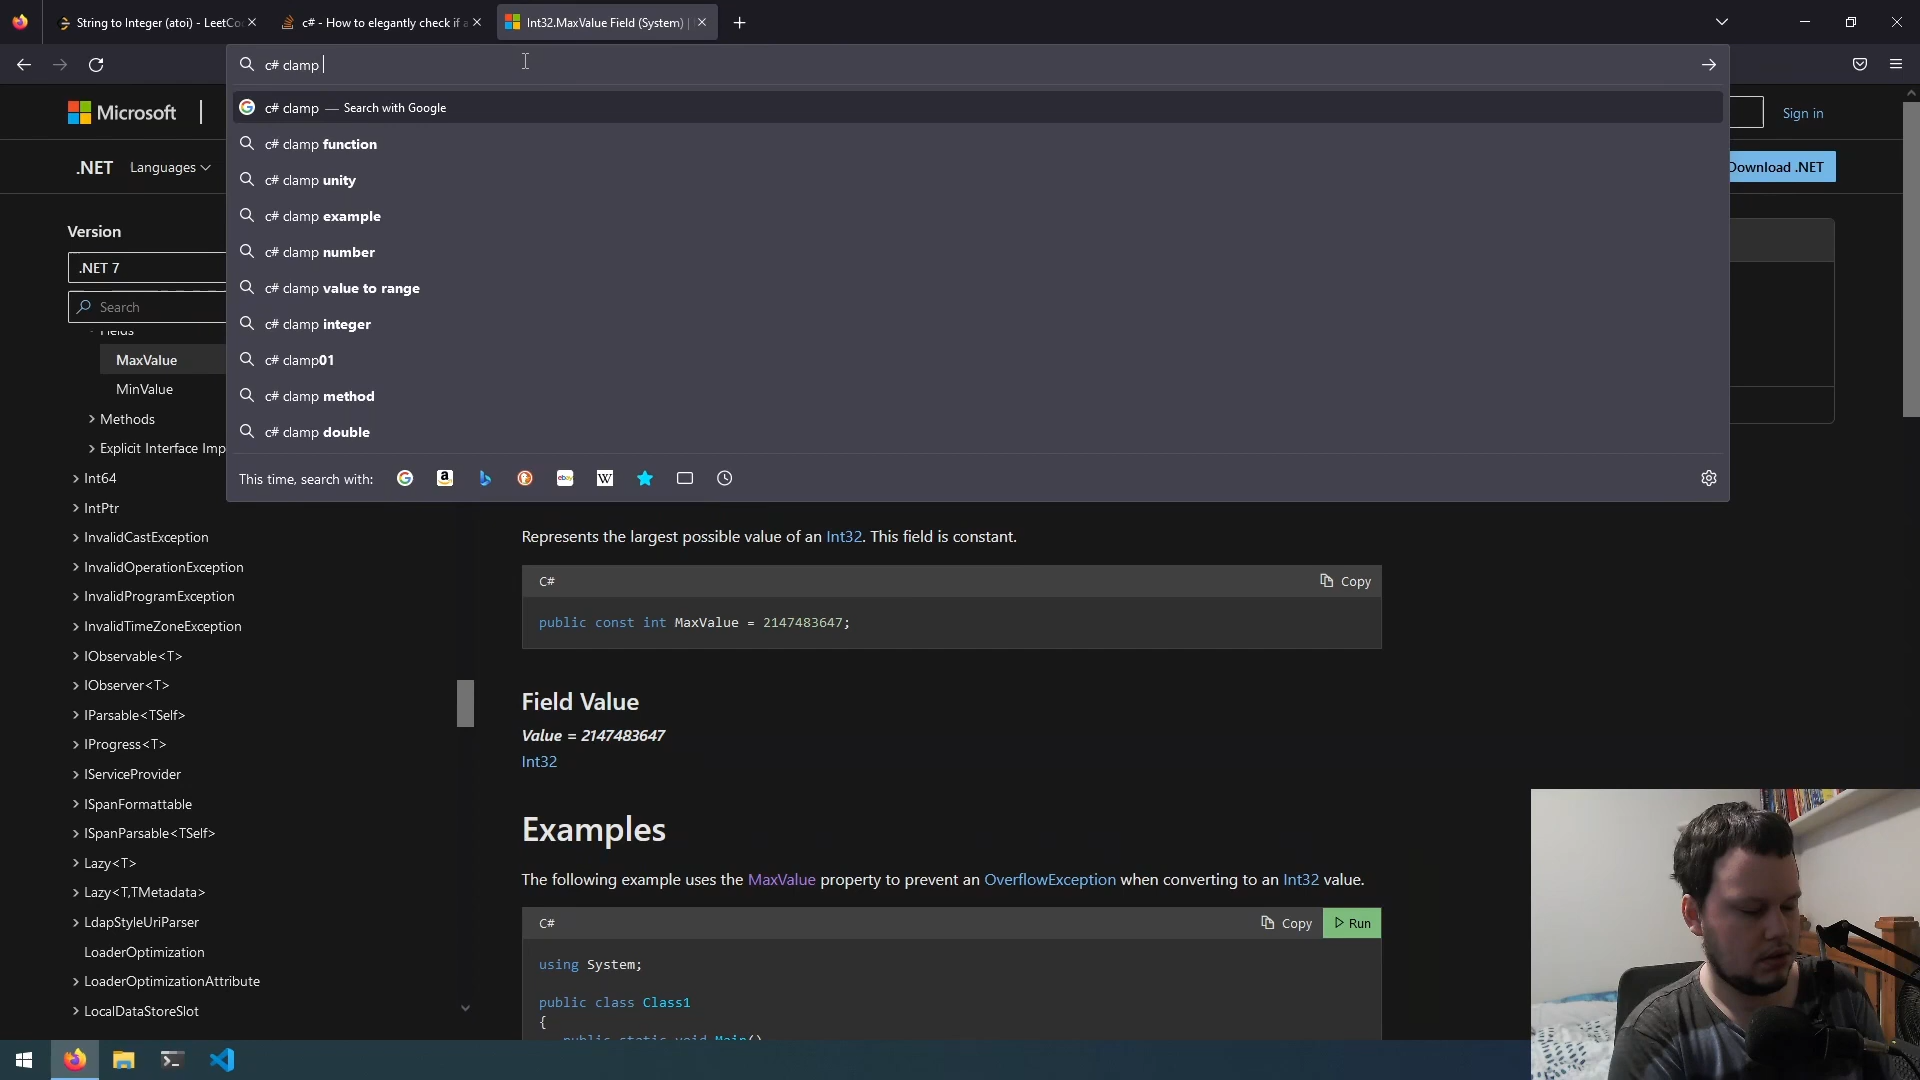 String to Integer (atoi) - LeetCo
c# - How to elegantly check if a
Int32.MaxValue Field (System) |
c# clamp
c# clamp — Search with Google
c# clamp function
c# clamp unity
c# clamp example
c# clamp number
c# clamp value to range
c# clamp integer
c# clamp01
c# clamp method
c# clamp double
This time, search with:
Microsoft
Sign in
.NET
Languages
Download .NET
Version
.NET 7
Search
Fields
MaxValue
MinValue
Methods
Explicit Interface Imp
Int64
IntPtr
InvalidCastException
InvalidOperationException
InvalidProgramException
InvalidTimeZoneException
IObservable<T>
IObserver<T>
IParsable<TSelf>
IProgress<T>
IServiceProvider
ISpanFormattable
ISpanParsable<TSelf>
Lazy<T>
Lazy<T,TMetadata>
LdapStyleUriParser
LoaderOptimization
LoaderOptimizationAttribute
LocalDataStoreSlot
Represents the largest possible value of an Int32. This field is constant.
C#
Copy
public const int MaxValue = 2147483647;
Field Value
Value = 2147483647
Int32
Examples
The following example uses the MaxValue property to prevent an OverflowException when converting to an Int32 value.
C#
Copy
Run
using System;
public class Class1
{
public static void Main()